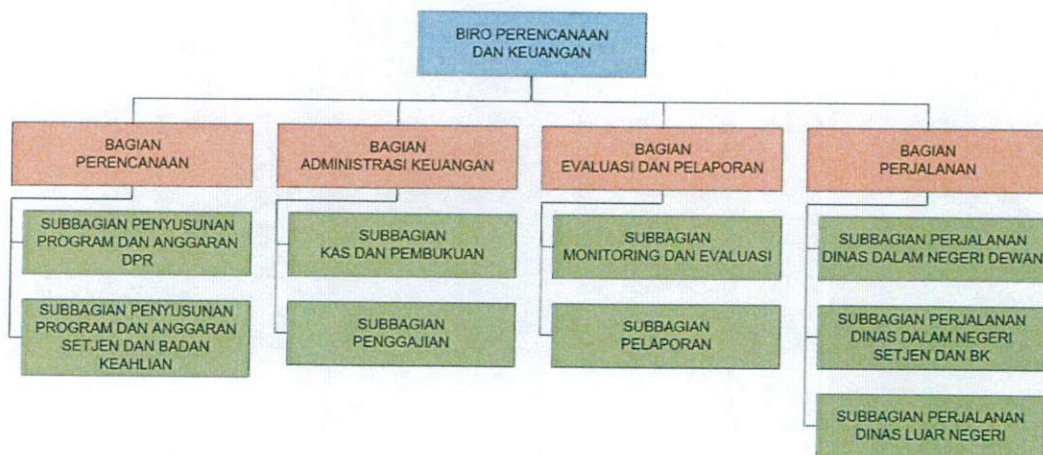 BIRO PERENCANAAN
DAN KEUANGAN
BAGIAN
PERENCANAAN
BAGIAN
ADMINISTRASI KEUANGAN
BAGIAN
EVALUASI DAN PELAPORAN
BAGIAN
PERJALANAN
SUBBAGIAN PENYUSUNAN
PROGRAM DAN ANGGARAN
DPR
SUBBAGIAN
KAS DAN PEMBUKUAN
SUBBAGIAN
MONITORING DAN EVALUASI
SUBBAGIAN PERJALANAN
DINAS DALAM NEGERI DEWAN
SUBBAGIAN PENYUSUNAN
PROGRAM DAN ANGGARAN
SETJEN DAN BADAN
KEAHLIAN
SUBBAGIAN
PENGGAJIAN
SUBBAGIAN
PELAPORAN
SUBBAGIAN PERJALANAN
DINAS DALAM NEGERI
SETJEN DAN BK
SUBBAGIAN PERJALANAN
DINAS LUAR NEGERI